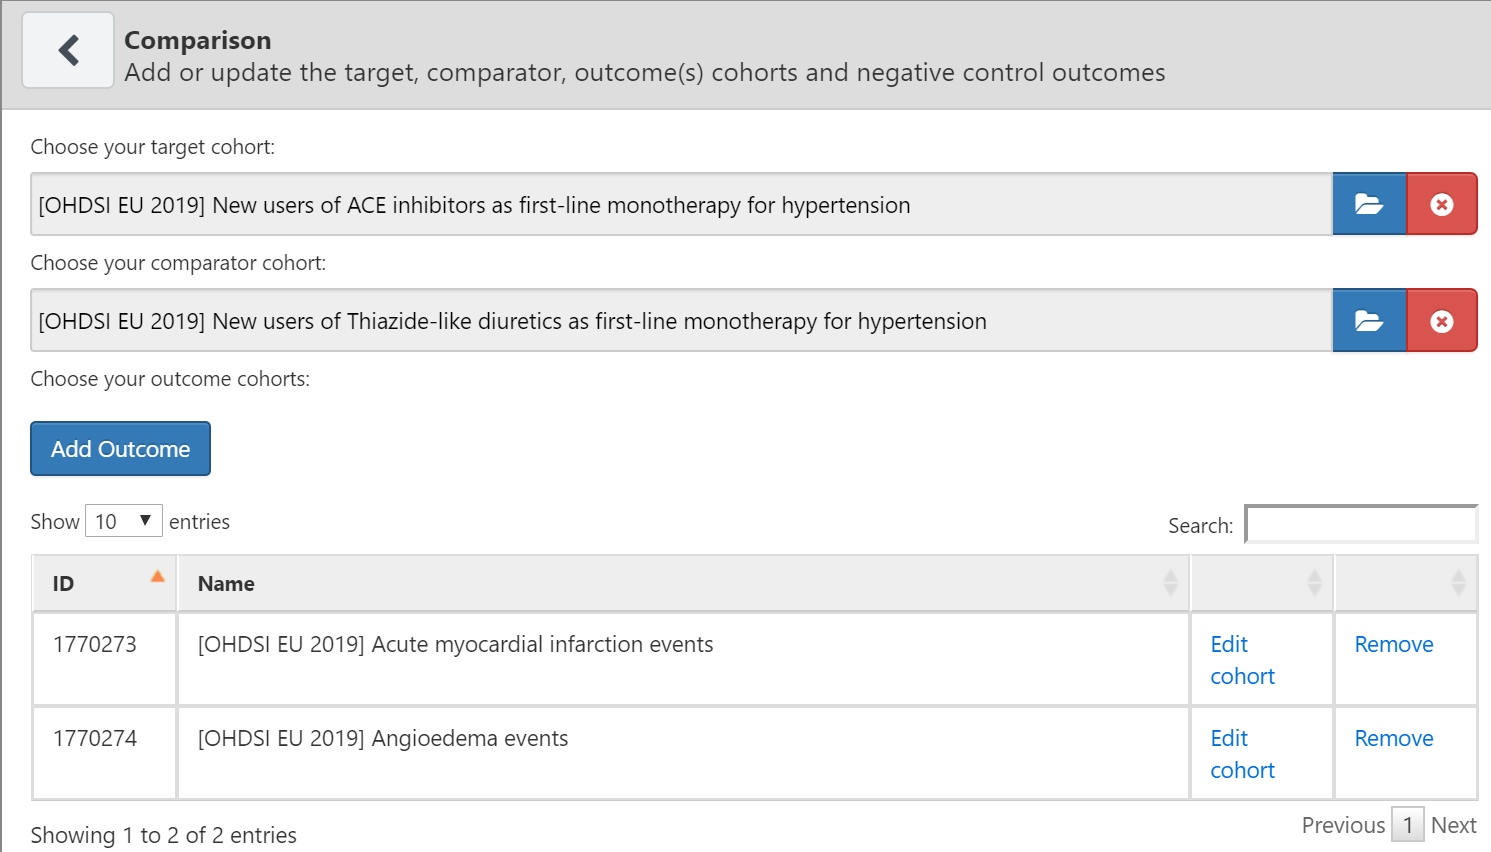 Comparison
Add or update the target, comparator, outcome(s) cohorts and negative control outcomes
Choose your target cohort:
[OHDSI EU 2019] New users of ACE inhibitors as first-line monotherapy for hypertension
Choose your comparator cohort:
[OHDSI EU 2019] New users of Thiazide-like diuretics as first-line monotherapy for hypertension
Choose your outcome cohorts:
Add Outcome
Show 10 entries
Search:
ID Name
1770273 [OHDSI EU 2019] Acute myocardial infarction events Edit Remove
cohort
1770274 [OHDSI EU 2019] Angioedema events Edit Remove
cohort
Showing 1 to 2 of 2 entries
Previous 1 Next